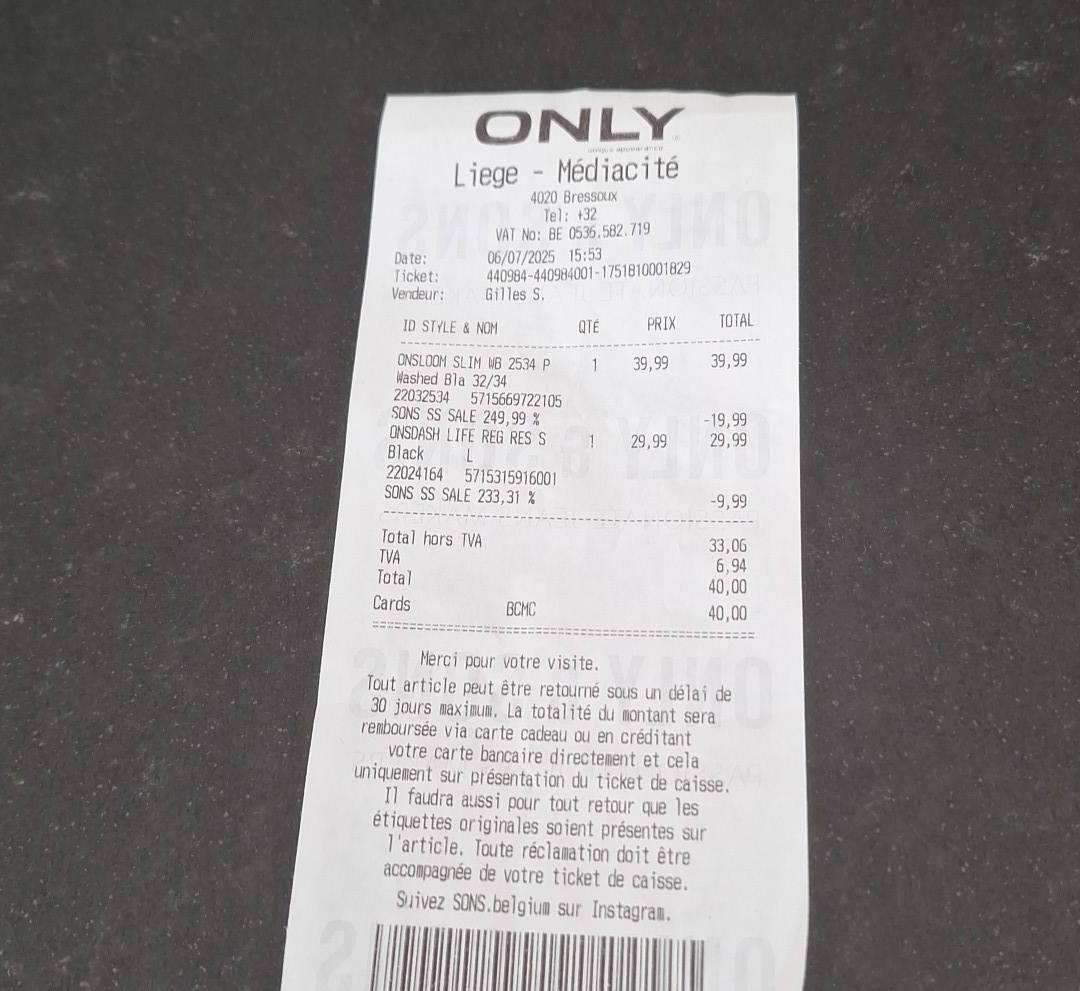 ONLY
unique appearance
Liege - Médiacité
4020 Bressoux
Tel: +32
VAT No: BE 0536.582.719
Date: 06/07/2025 15:53
Ticket: 440984-440984001-1751810001829
Vendeur: Gilles S.
ID STYLE & NOM QTÉ PRIX TOTAL
ONSLOOM SLIM WB 2534 P 1 39,99 39,99
Washed Bla 32/34
22032534 5715669722105
SONS SS SALE 249,99 % -19,99
ONSDASH LIFE REG RES S 1 29,99 29,99
Black L
22024164 5715315916001
SONS SS SALE 233,31 % -9,99
Total hors TVA 33,06
TVA 6,94
Total 40,00
Cards BCMC 40,00
Merci pour votre visite.
Tout article peut être retourné sous un délai de
30 jours maximum. La totalité du montant sera
remboursée via carte cadeau ou en créditant
votre carte bancaire directement et cela
uniquement sur présentation du ticket de caisse.
Il faudra aussi pour tout retour que les
étiquettes originales soient présentes sur
l'article. Toute réclamation doit être
accompagnée de votre ticket de caisse.
Suivez SONS.belgium sur Instagram.